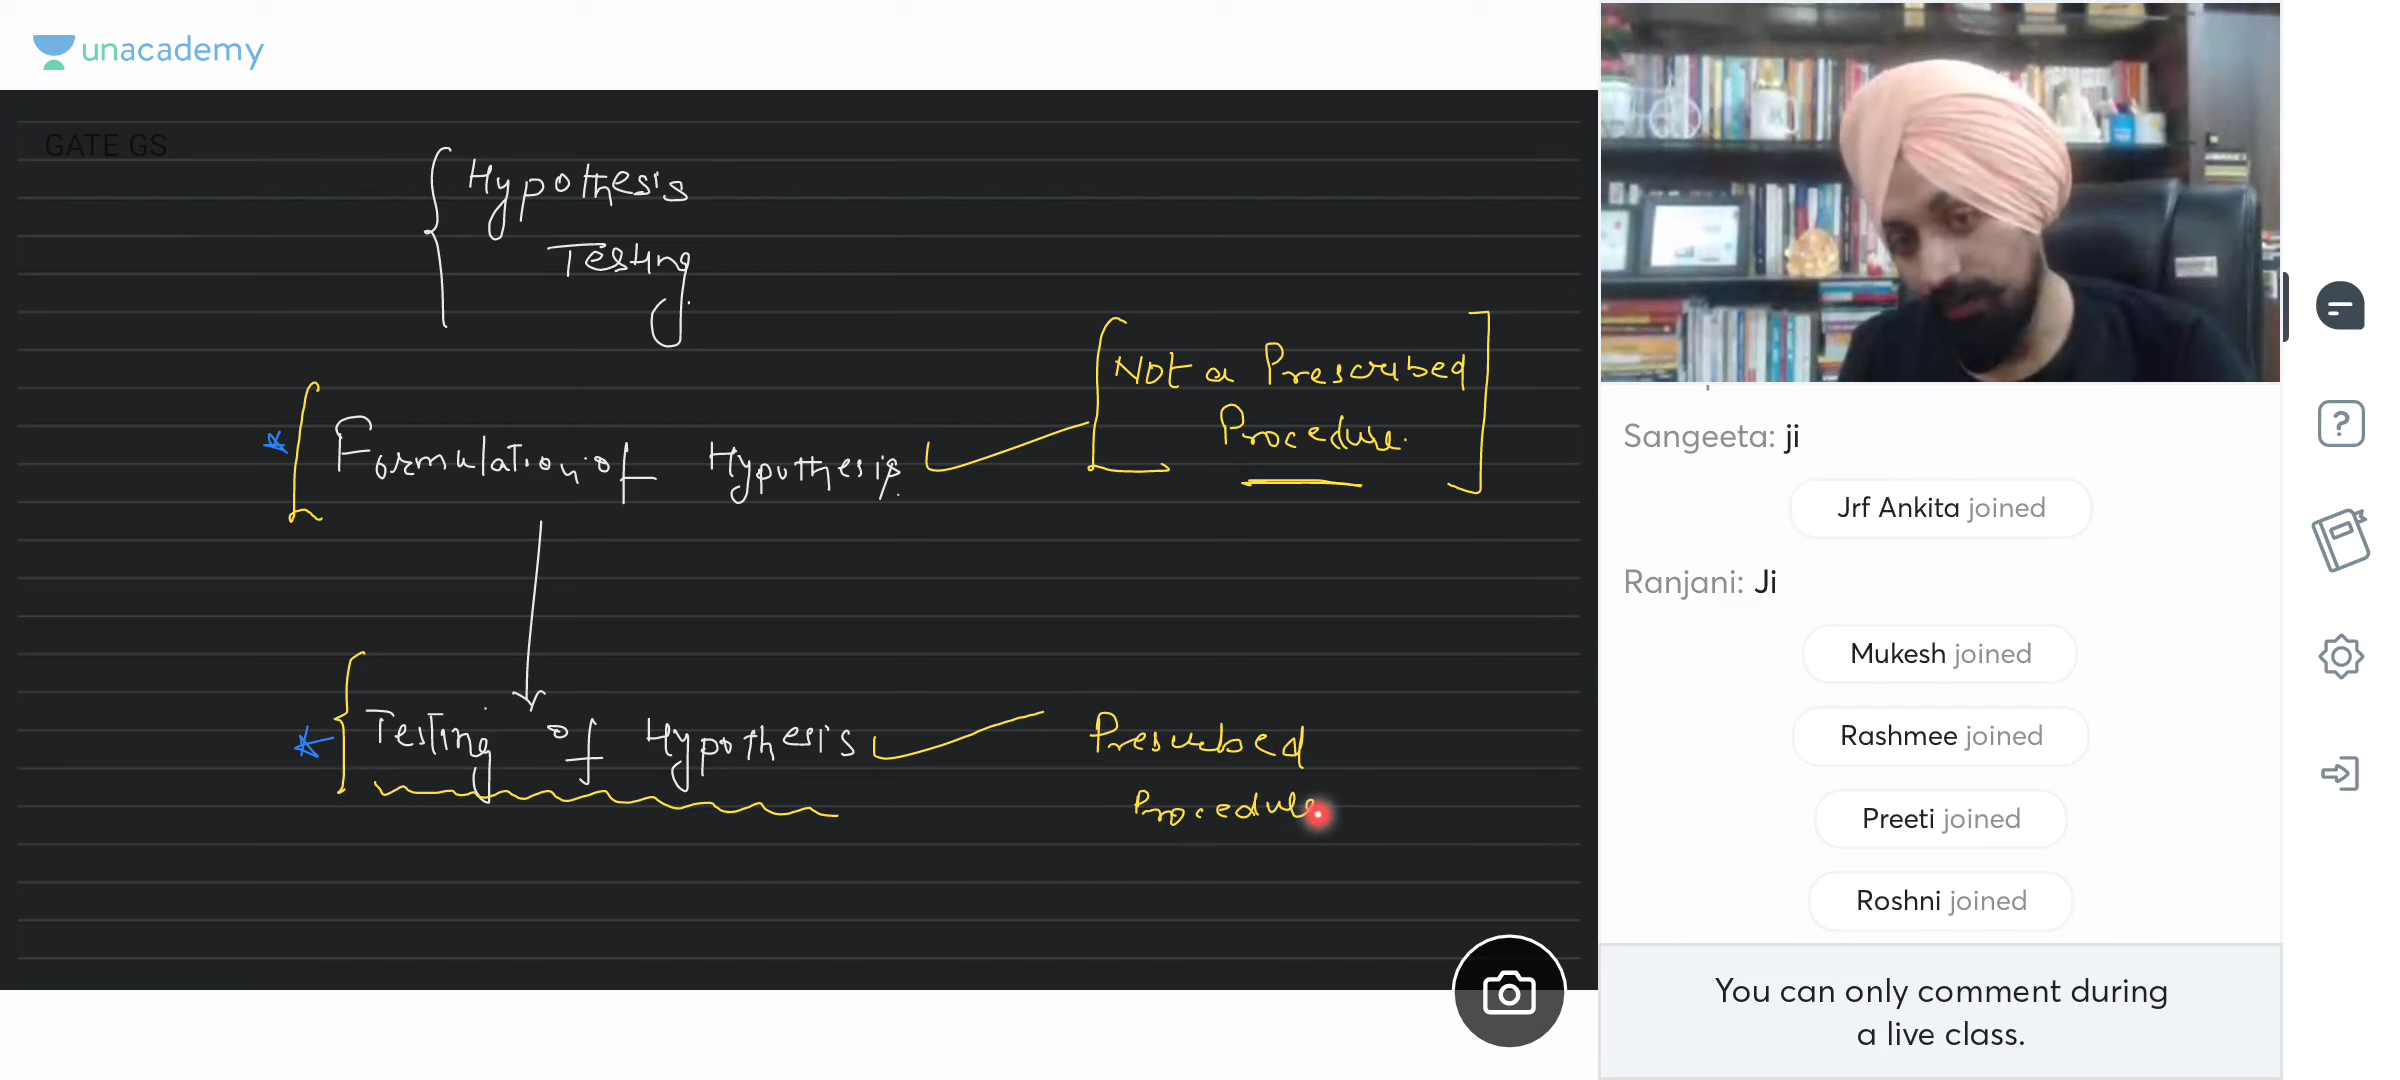 unacademy
GATE GS
Hypothesis
Testing
Formulation of Hypothesis
Not a Prescribed
Procedure.
Testing of Hypothesis
Prescribed
Procedure
Sangeeta: ji
Jrf Ankita joined
Ranjani: Ji
Mukesh joined
Rashmee joined
Preeti joined
Roshni joined
You can only comment during
a live class.